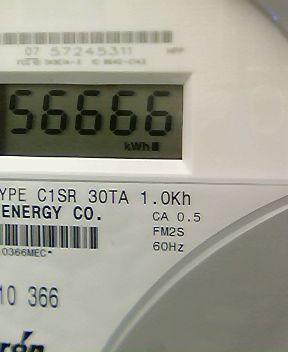 07 57245311
56666
kWh
YPE C1SR 30TA 1.0Kh
ENERGY CO. CA 0.5
FM2S
0366MEC* 60Hz
10 366
rón